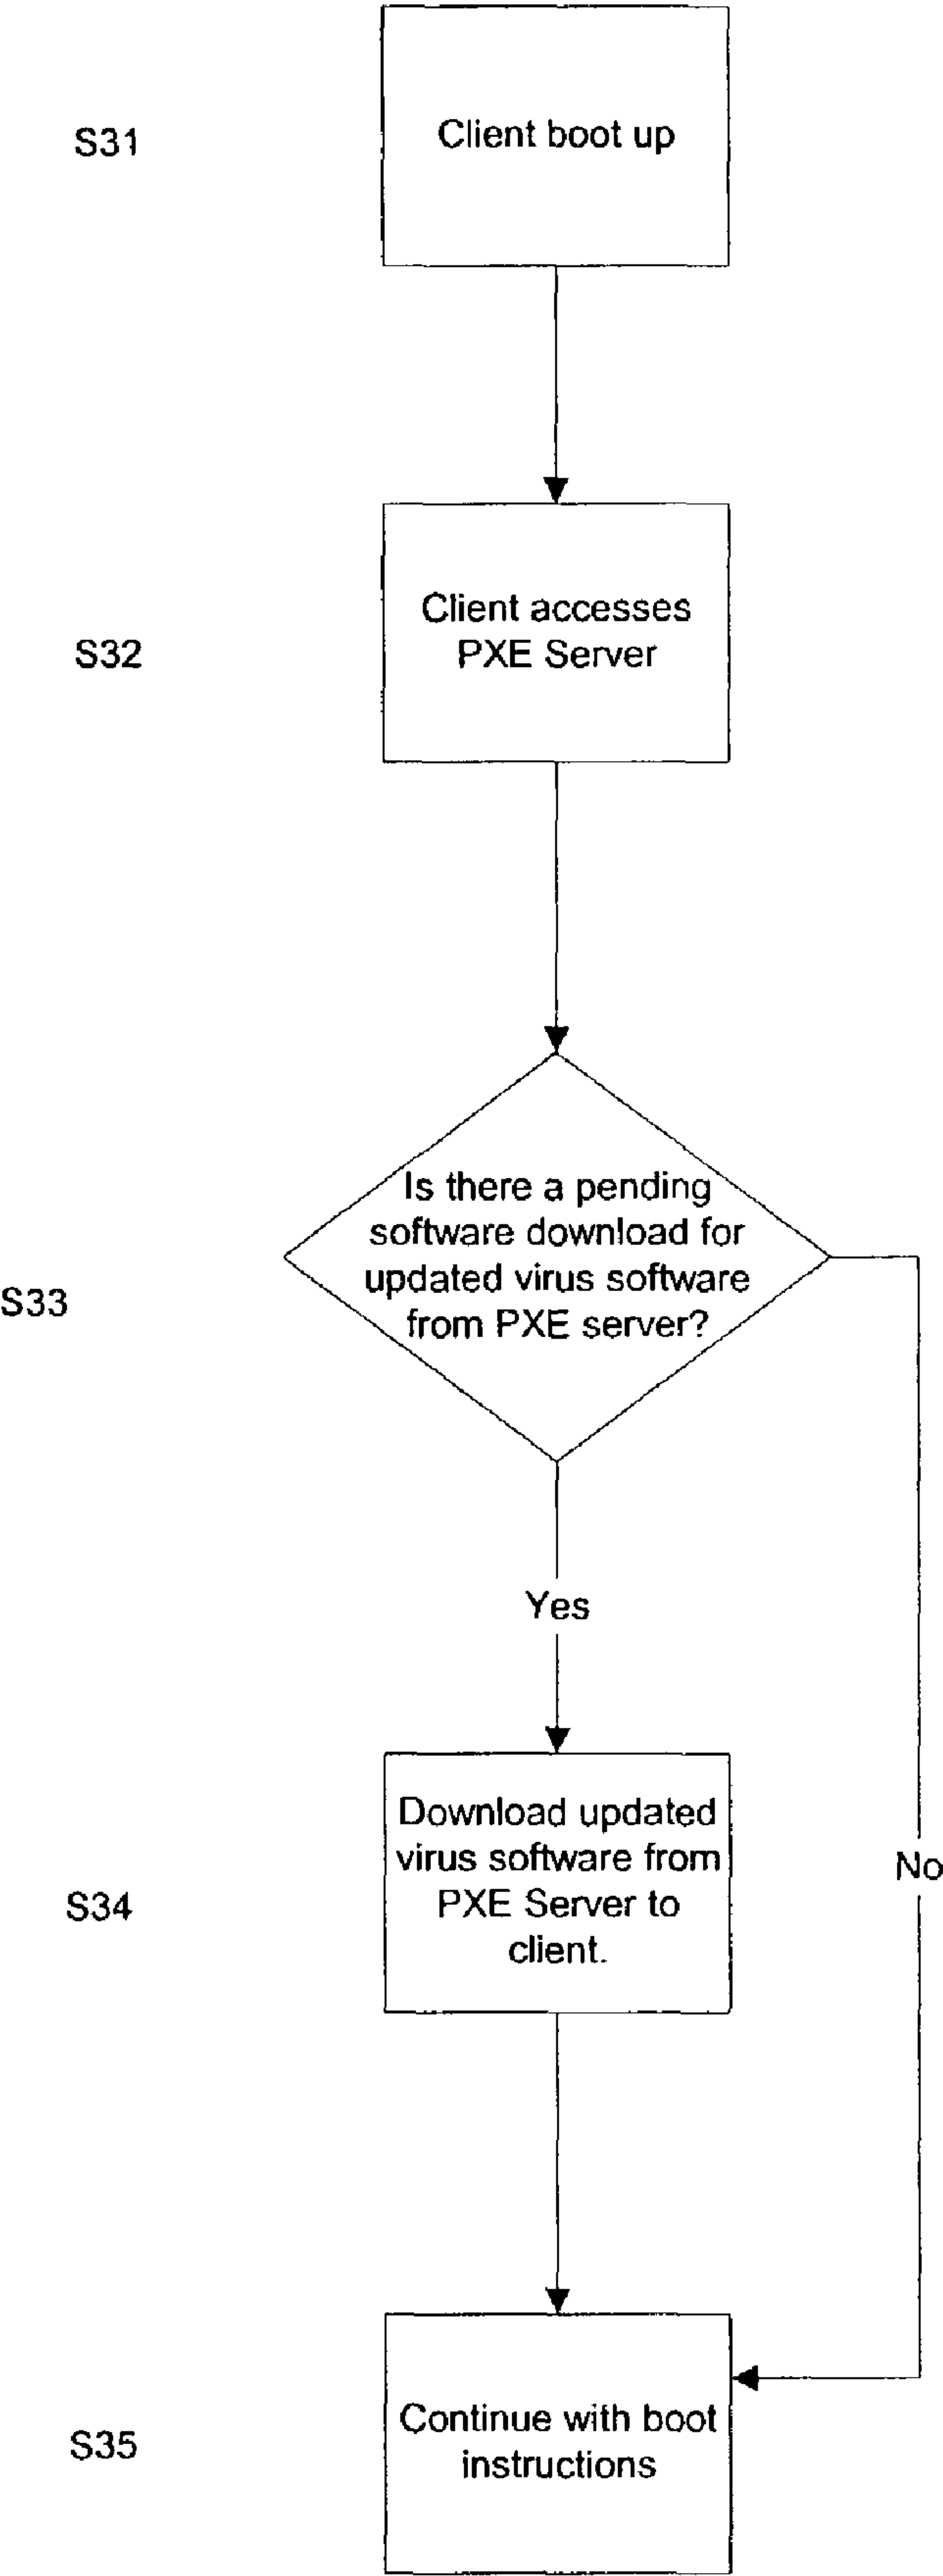 S31
Client boot up
S32
Client accesses
PXE Server
S33
Is there a pending
software download for
updated virus software
from PXE server?
Yes
S34
Download updated
virus software from
PXE Server to
client.
No
S35
Continue with boot
instructions